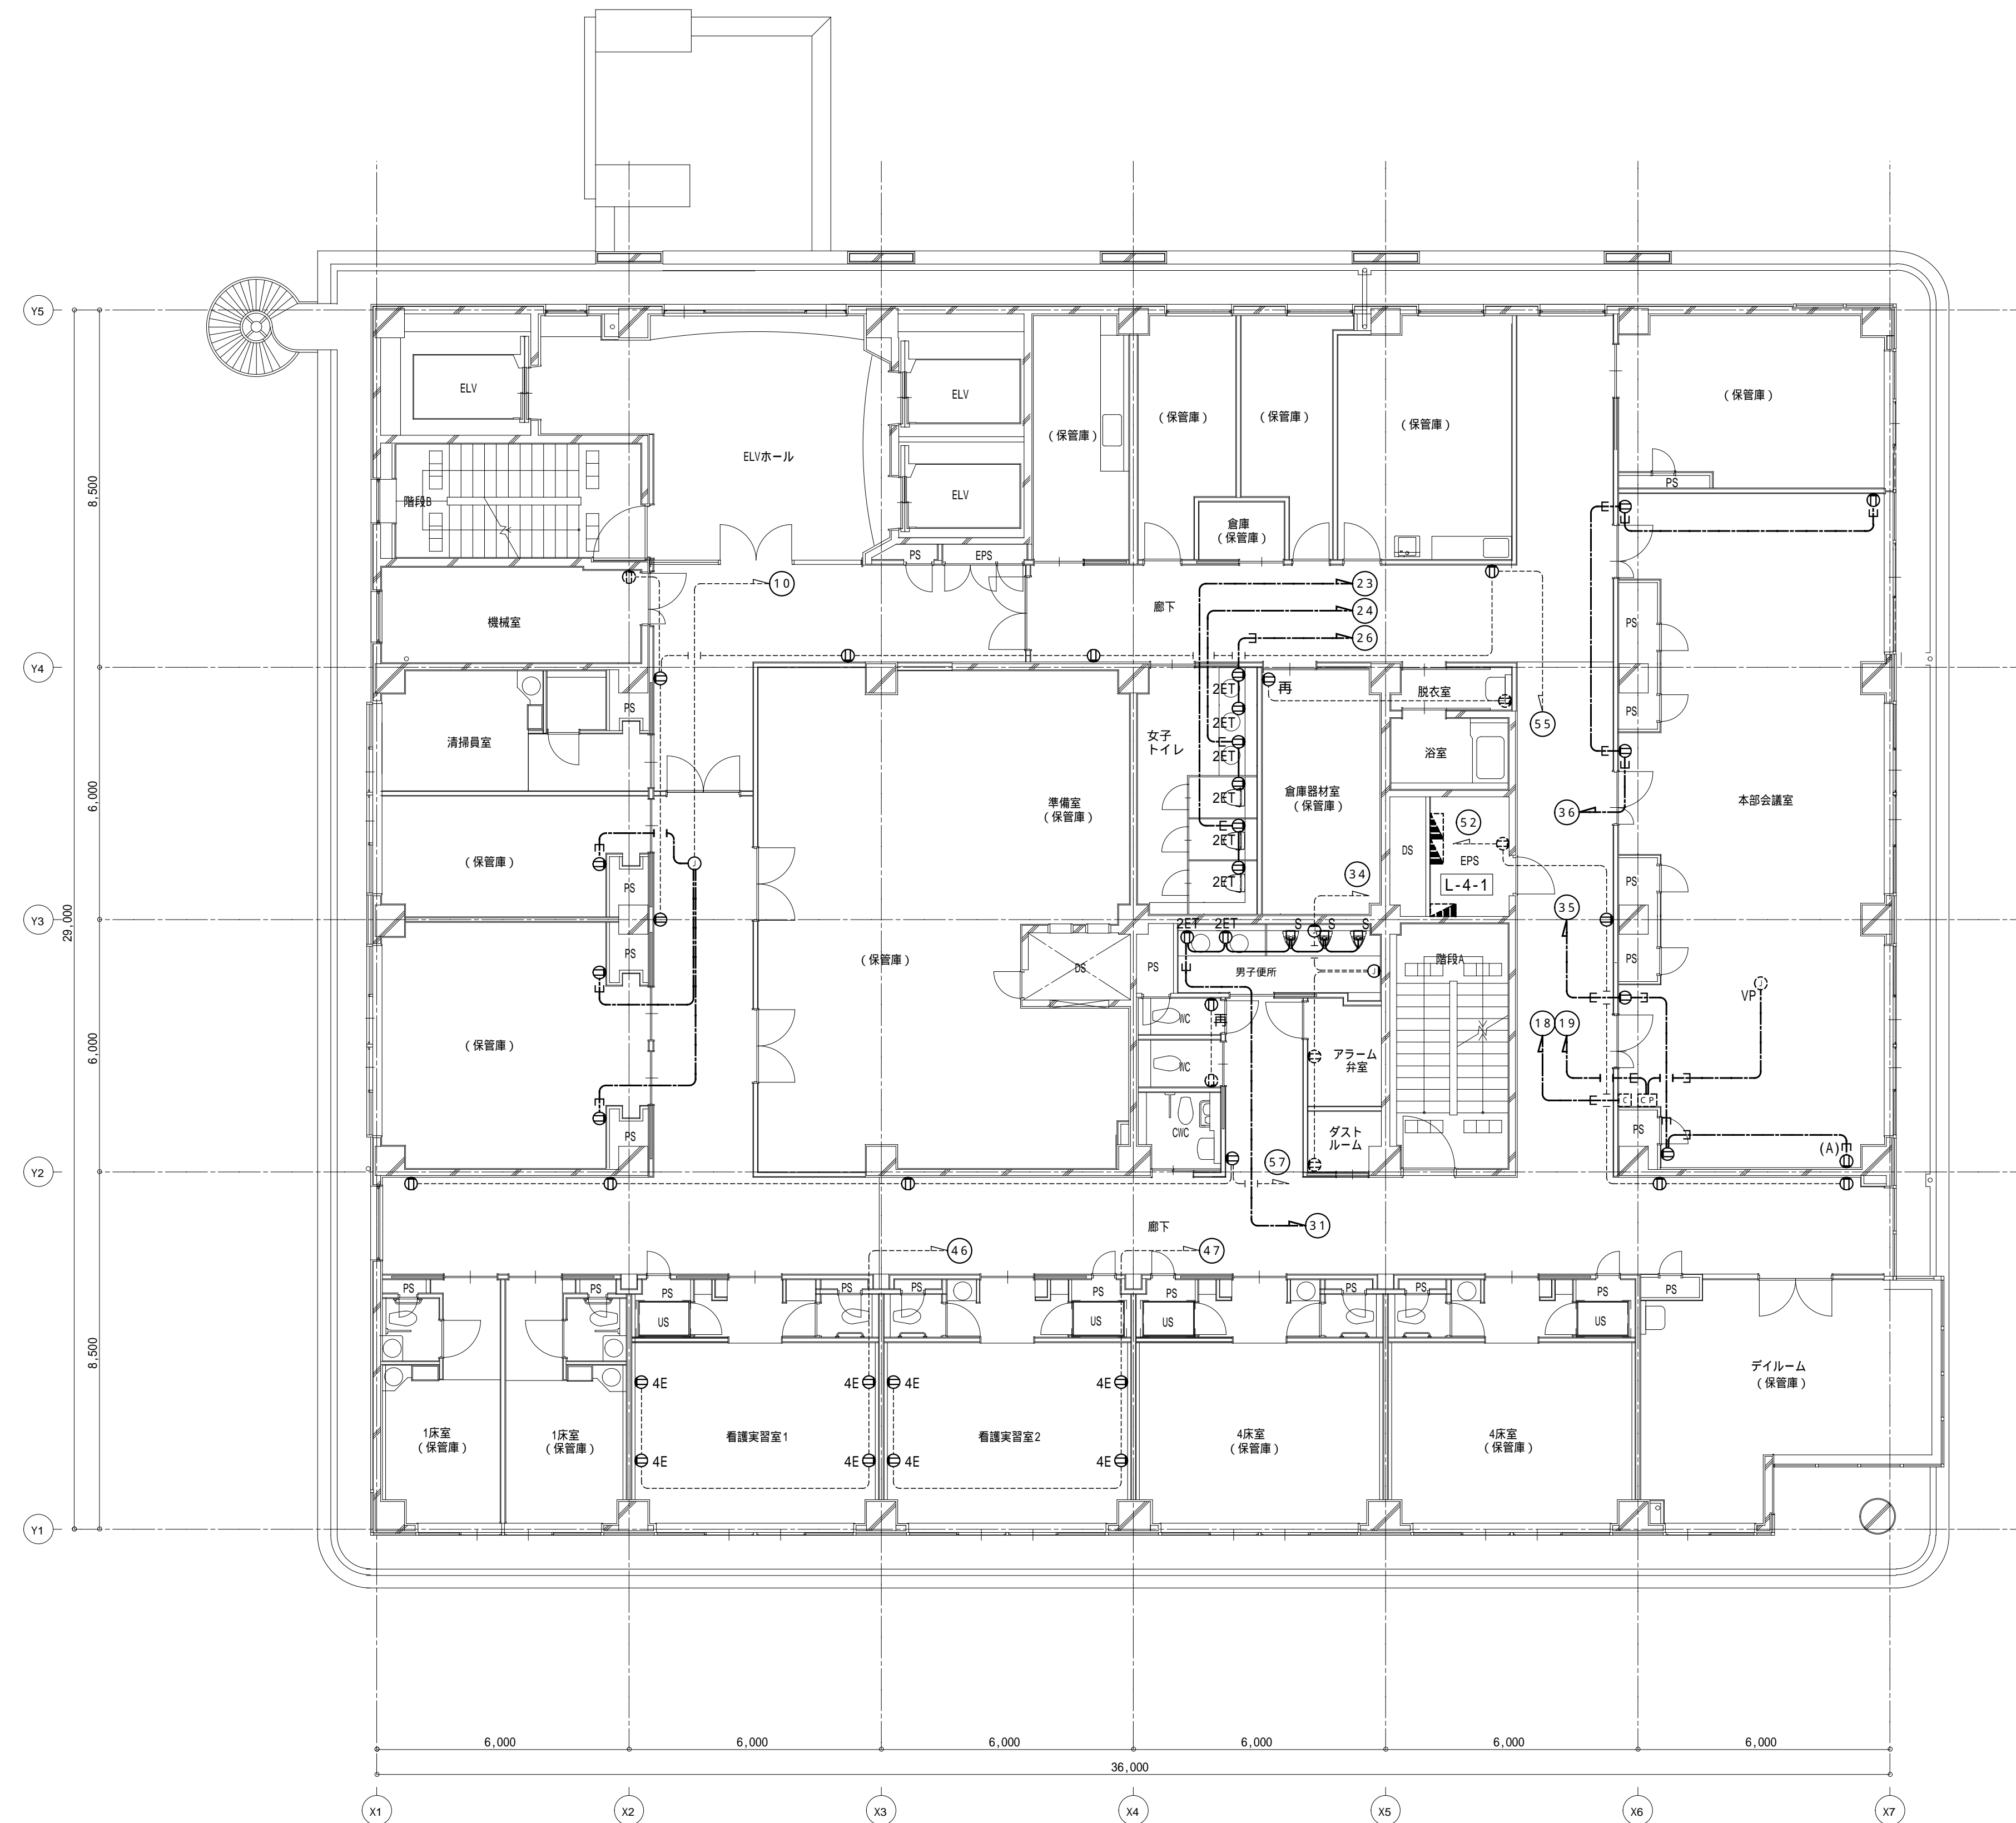 Y5
ELV
ELV
(保管庫)
(保管庫)
(保管庫)
(保管庫)
(保管庫)
ELVホール
PS
8,500
階段B
ELV
倉庫
(保管庫)
PS
EPS
10
23
廊下
24
機械室
PS
26
Y4
再
脱衣室
PS
2ET
PS
2ET
55
女子
トイレ
清掃員室
2ET
浴室
6,000
倉庫器材室
(保管庫)
2ET
準備室
(保管庫)
本部会議室
36
52
2ET
DS
EPS
(保管庫)
J
2ET
PS
34
PS
L-4-1
35
Y3
29,000
2ET
2ET
S
S
S
J
PS
(保管庫)
DS
PS
男子便所
J
階段A
PS
VP
J
WC
再
18
19
(保管庫)
6,000
アラーム
弁室
WC
C
CP
PS
CWC
ダスト
ルーム
PS
(A)
57
Y2
廊下
31
46
47
PS
PS
PS
PS
PS
PS
PS
PS
PS
PS
PS
US
US
US
US
8,500
デイルーム
(保管庫)
4E
4E
4E
4E
1床室
(保管庫)
1床室
(保管庫)
看護実習室1
看護実習室2
4床室
(保管庫)
4床室
(保管庫)
4E
4E
4E
4E
Y1
6,000
6,000
6,000
6,000
6,000
6,000
36,000
X1
X2
X3
X4
X5
X6
X7